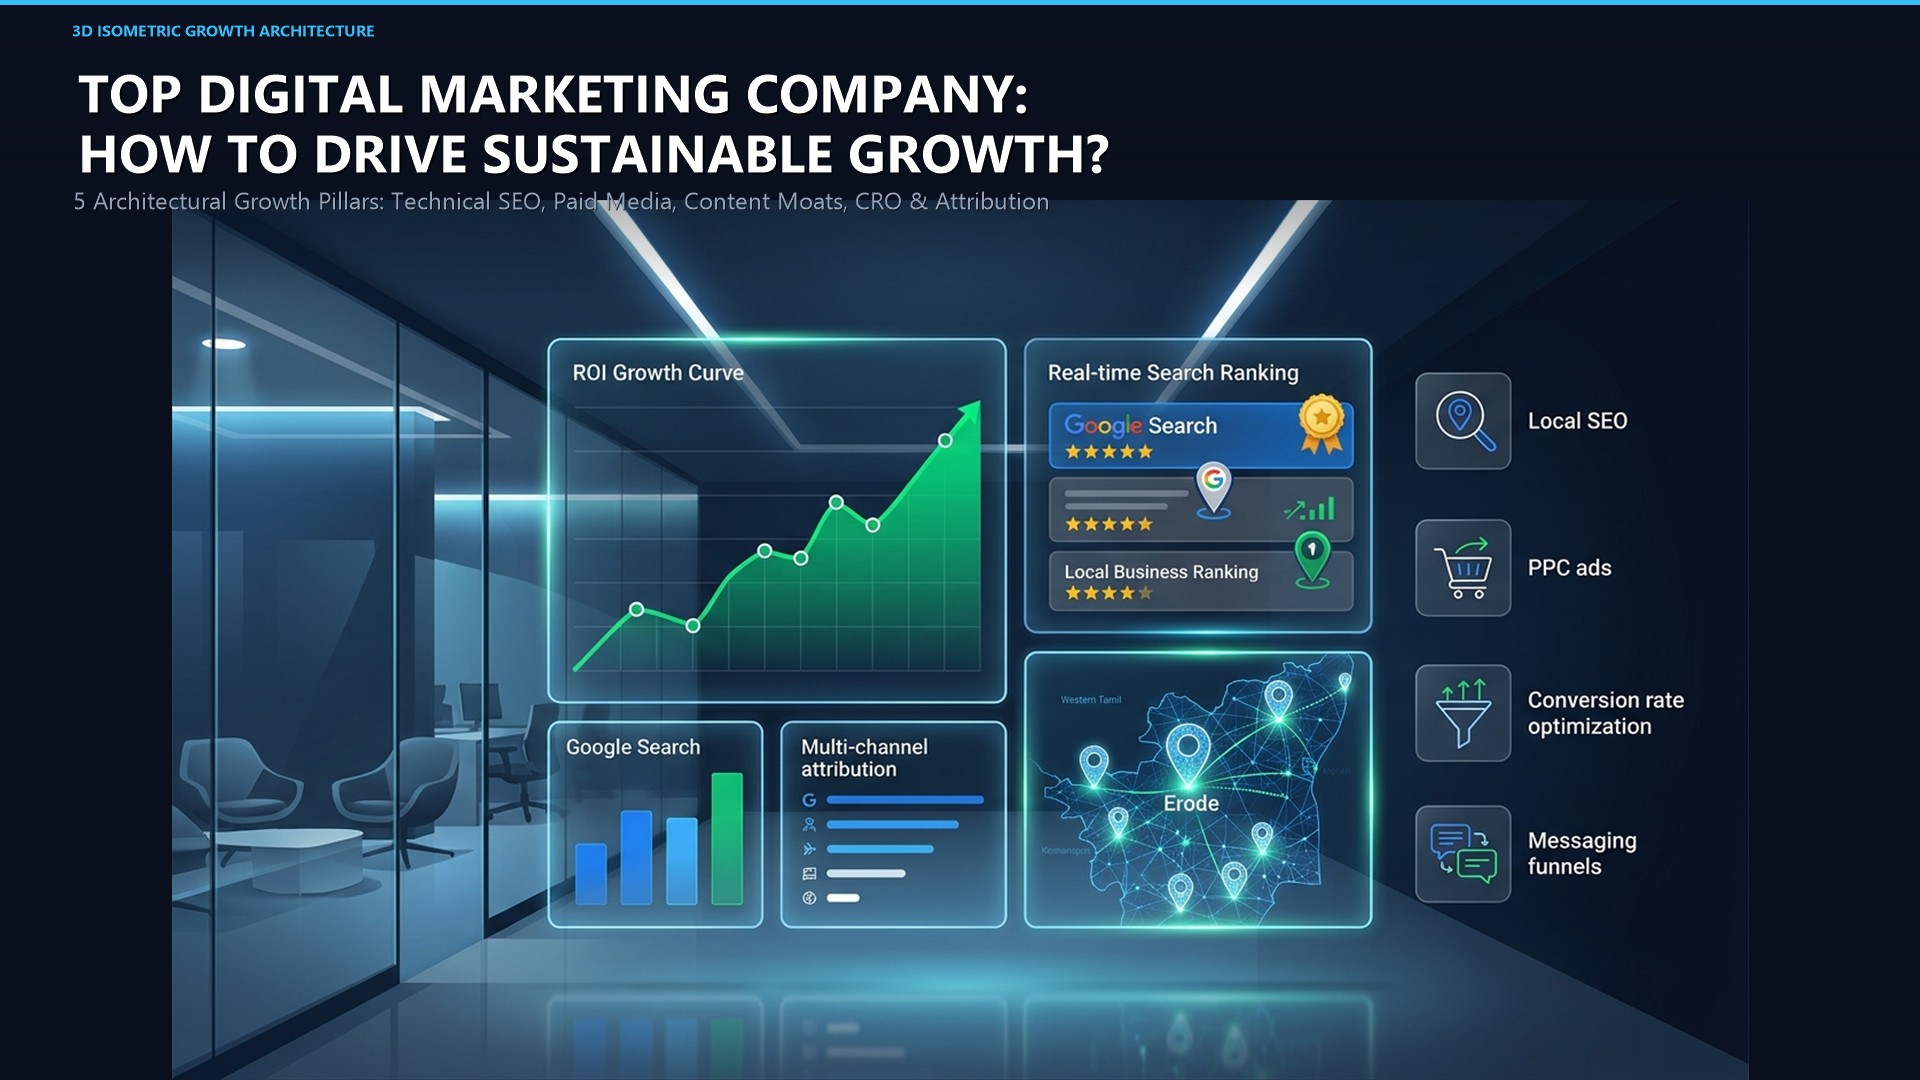 3D ISOMETRIC GROWTH ARCHITECTURE
TOP DIGITAL MARKETING COMPANY:
HOW TO DRIVE SUSTAINABLE GROWTH?
5 Architectural Growth Pillars: Technical SEO, Paid Media, Content Moats, CRO & Attribution
ROI Growth Curve
Real-time Search Ranking
Google Search
G
1
Local Business Ranking
Local SEO
PPC ads
Conversion rate
optimization
Messaging
funnels
Google Search
Multi-channel
attribution
G
Western Tamil
Erode